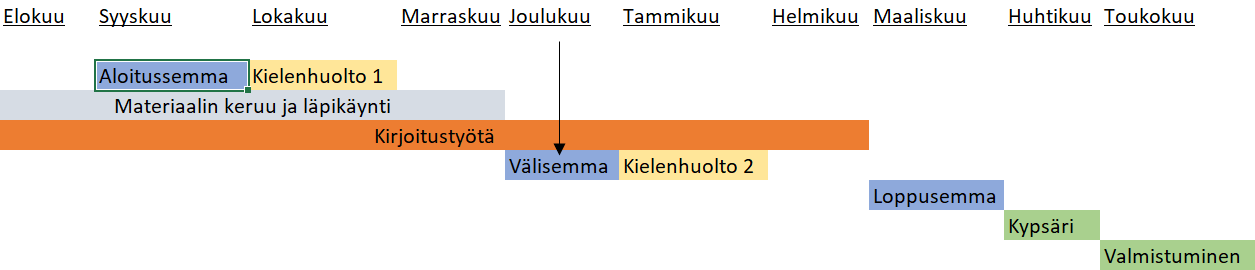 Elokuu Syyskuu Lokakuu Marraskuu Joulukuu Tammikuu Helmikuu Maaliskuu Huhtikuu Toukokuu
Aloitussemma Kielenhuolto 1
Materiaalin keruu ja läpikäynti
Kirjoitustyötä
Välisemma Kielenhuolto 2
Loppusemma
Kypsäri
Valmistuminen